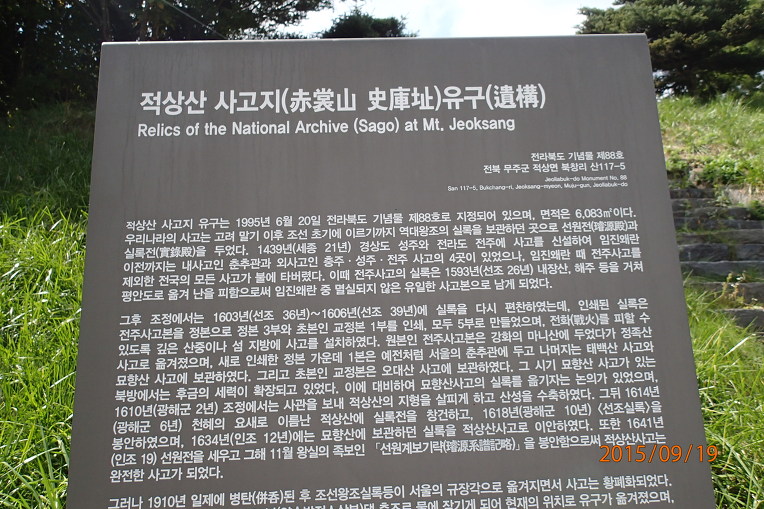 적상산 사고지(赤裳山 史庫址)유구(遺構)
Relics of the National Archive (Sago) at Mt. Jeoksang
전라북도 기념물 제88호
전북 무주군 적상면 북창리 산117-5
Jeollabuk-do Monument No. 88
San 117-5, Bukchang-ri, Jeoksang-myeon, Muju-gun, Jeollabuk-do
적상산 사고지 유구는 1995년 6월 20일 전라북도 기념물 제88호로 지정되어 있으며, 면적은 6,083㎡이다.
우리나라의 사고는 고려 말기 이후 조선 초기에 이르기까지 역대왕조의 실록을 보관하던 곳으로 선원전(璿源殿)과
실록전(實錄殿)을 두었다. 1439년(세종 21년) 경상도 성주와 전라도 전주에 사고를 신설하여 임진왜란
이전까지는 내사고인 춘추관과 외사고인 충주·성주·전주 사고의 4곳이 있었으나, 임진왜란 때 전주사고를
제외한 전국의 모든 사고가 불에 타버렸다. 이때 전주사고의 실록은 1593년(선조 26년) 내장산, 해주 등을 거쳐
평안도로 옮겨 난을 피함으로써 임진왜란 중 멸실되지 않은 유일한 사고본으로 남게 되었다.
그후 조정에서는 1603년(선조 36년)~1606년(선조 39년)에 실록을 다시 편찬하였는데, 인쇄된 실록은
전주사고본을 정본으로 정본 3부와 초본인 교정본 1부를 인쇄, 모두 5부로 만들었으며, 전화(戰火)를 피할 수
있도록 깊은 산중이나 섬 지방에 사고를 설치하였다. 원본인 전주사고본은 강화의 마니산에 두었다가 정족산
사고로 옮겨졌으며, 새로 인쇄한 정본 가운데 1본은 예전처럼 서울의 춘추관에 두고 나머지는 태백산 사고와
묘향산 사고에 보관하였다. 그리고 초본인 교정본은 오대산 사고에 보관하였다. 그 시기 묘향산 사고가 있는
북방에서는 후금의 세력이 확장되고 있었다. 이에 대비하여 묘향산사고의 실록를 옮기자는 논의가 있었으며,
1610년(광해군 2년) 조정에서는 사관을 보내 적상산의 지형을 살피게 하고 산성을 수축하였다. 그뒤 1614년
(광해군 6년) 천혜의 요새로 이름난 적상산에 실록전을 창건하고, 1618년(광해군 10년) <선조실록>을
봉안하였으며, 1634년(인조 12년)에는 묘향산에 보관하던 실록을 적상산사고로 이안하였다. 또한 1641년
(인조 19) 선원전을 세우고 그해 11월 왕실의 족보인 「선원계보기략(璿源系譜記略)」을 봉안함으로써 적상산사고는
완전한 사고가 되었다.
그러나 1910년 일제에 병탄(倂呑)된 후 조선왕조실록등이 서울의 규장각으로 옮겨지면서 사고는 황폐화되었다.
물에 잠기게 되어 현재의 위치로 유구가 옮겨졌으며,
2015/09/19